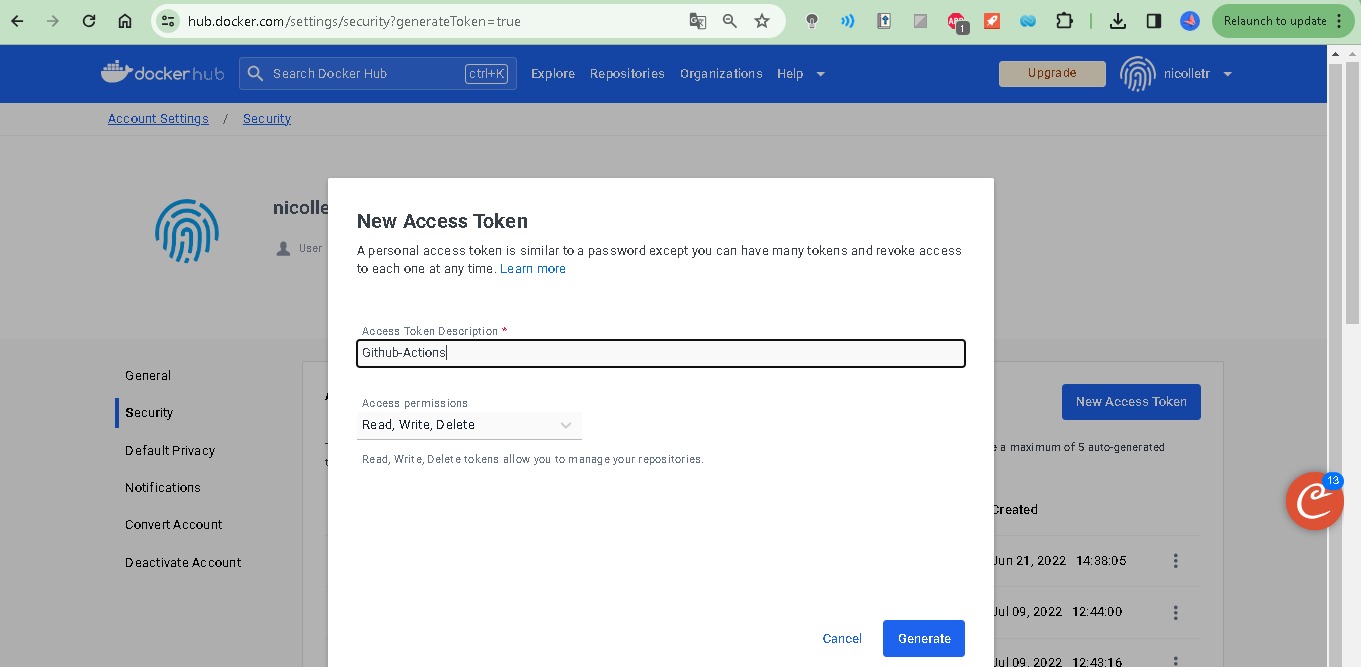 hub.docker.com/settings/security?generateToken=true
1
Relaunch to update
dockerhub
Search Docker Hub
ctrl+K
Explore
Repositories
Organizations
Help
Upgrade
nicolletr
Account Settings / Security
nicolle
User
New Access Token
A personal access token is similar to a password except you can have many tokens and revoke access
to each one at any time. Learn more
Access Token Description *
Github-Actions
Access permissions
Read, Write, Delete
Read, Write, Delete tokens allow you to manage your repositories.
Cancel
Generate
General
Security
Default Privacy
Notifications
Convert Account
Deactivate Account
New Access Token
e a maximum of 5 auto-generated
13
Created
Jun 21, 2022 14:38:05
Jul 09, 2022 12:44:00
Jul 09, 2022 12:43:16